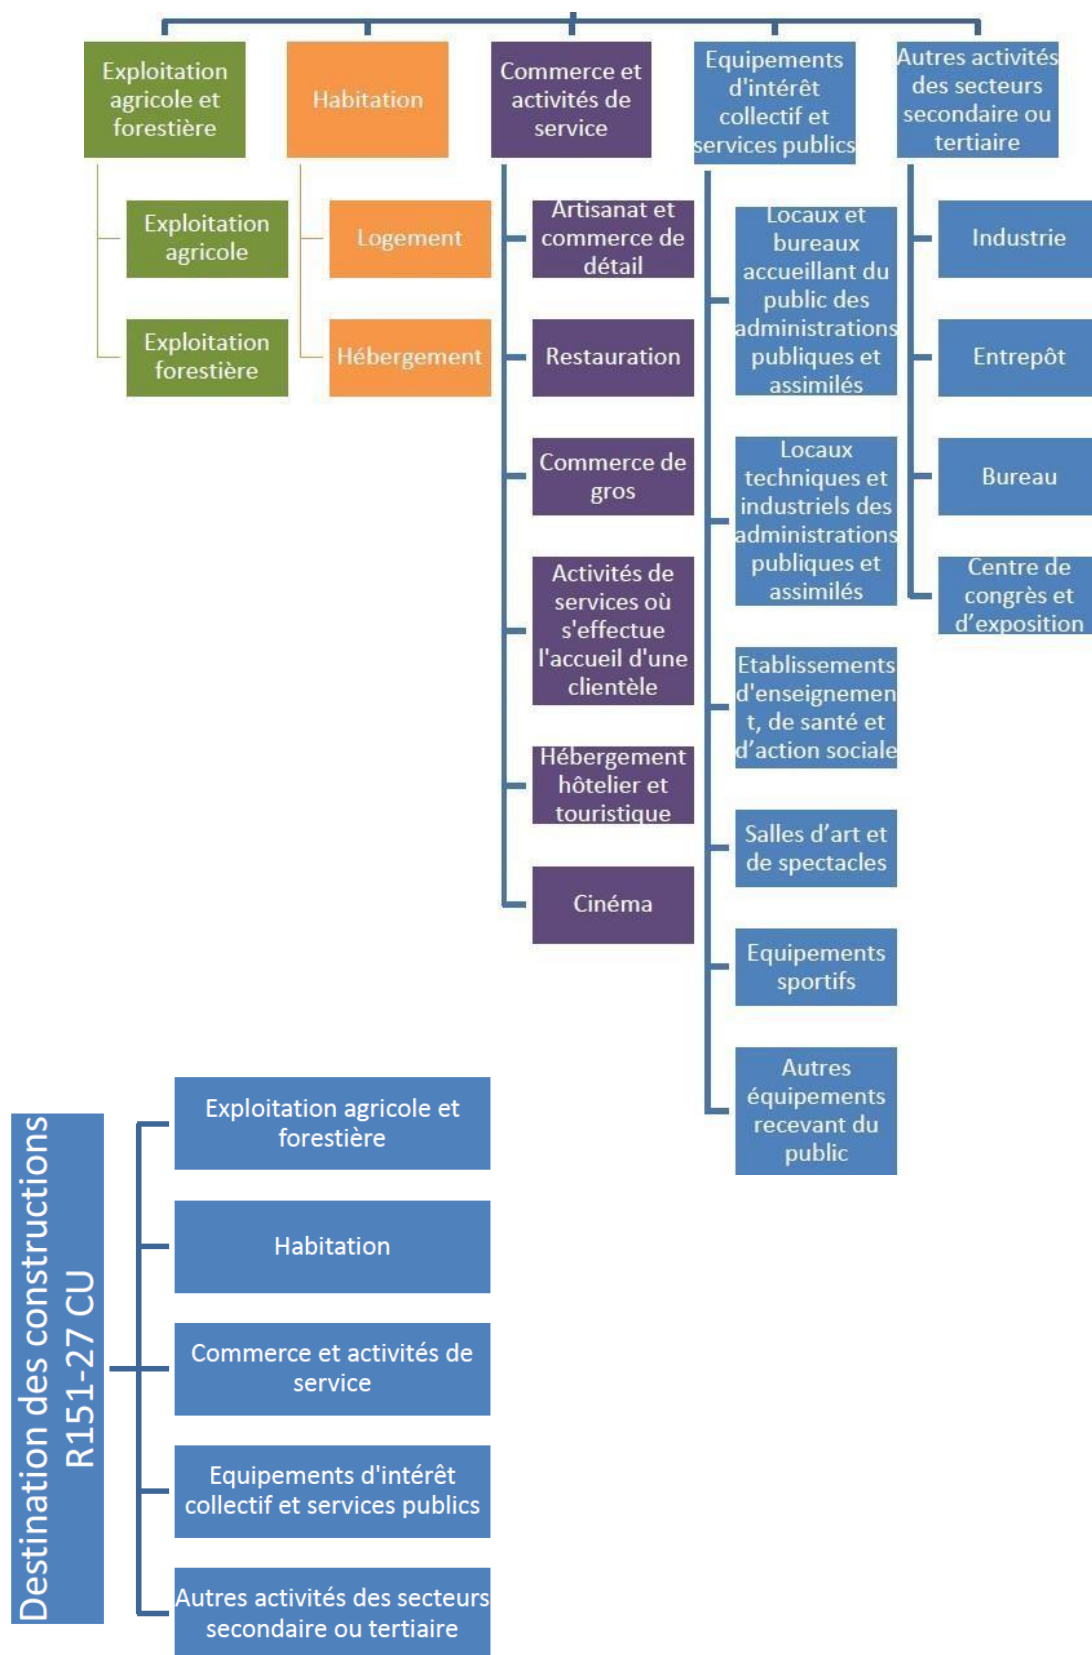 Exploitation
agricole et
forestière
Exploitation
agricole
Exploitation
forestière
Habitation
Logement
Hébergement
Commerce et
activités de
service
Artisanat et
commerce de
détail
Restauration
Commerce de
gros
Activités de
services où
s'effectue
l'accueil d'une
clientèle
Hébergement
hôtelier et
touristique
Cinéma
Equipements
d'intérêt
collectif et
services publics
Locaux et
bureaux
accueillant du
public des
administrations
publiques et
assimilés
Locaux
techniques et
industriels des
administrations
publiques et
assimilés
Etablissements
d'enseignemen
t, de santé et
d’action sociale
Salles d’art et
de spectacles
Equipements
sportifs
Autres
équipements
recevant du
public
Autres activités
des secteurs
secondaire ou
tertiaire
Industrie
Entrepôt
Bureau
Centre de
congrès et
d’exposition
Destination des constructions
R151-27 CU
Exploitation agricole et
forestière
Habitation
Commerce et activités de
service
Equipements d'intérêt
collectif et services publics
Autres activités des secteurs
secondaire ou tertiaire